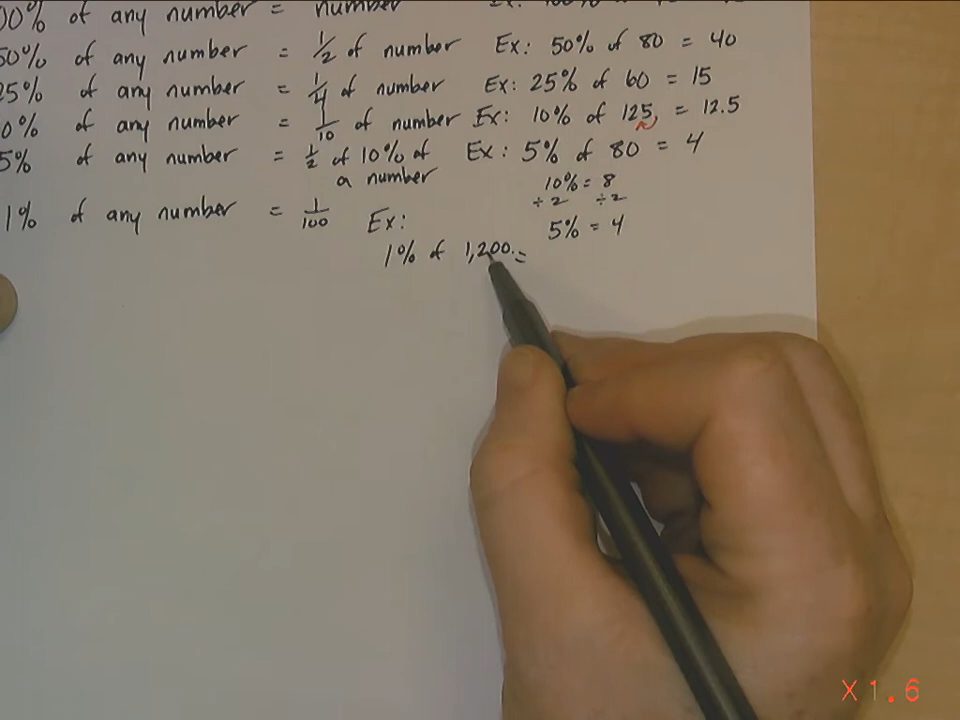 00% of any number = number
50% of any number = 1/2 of number Ex: 50% of 80 = 40
25% of any number = 1/4 of number Ex: 25% of 60 = 15
0% of any number = 1/10 of number Ex: 10% of 125, = 12.5
5% of any number = 1/2 of 10% of a number Ex: 5% of 80 = 4
10% = 8
÷2 ÷2
5% = 4
1% of any number = 1/100 Ex:
1% of 1,200. =
X1.6